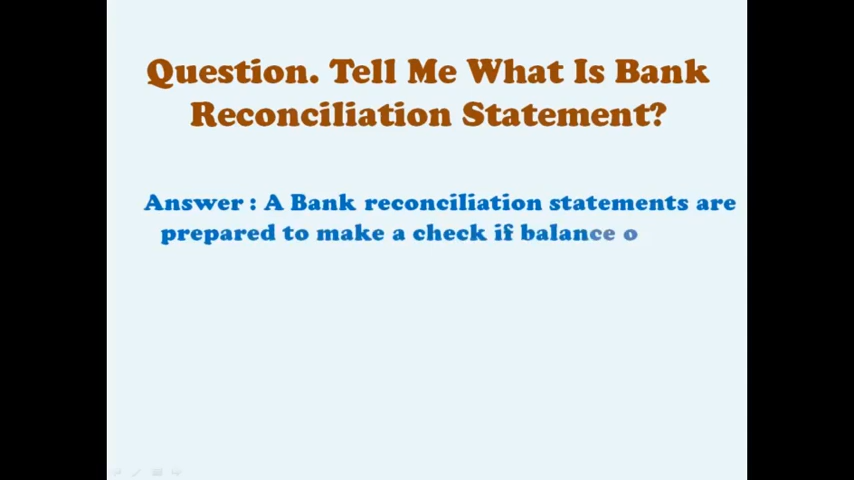 Question. Tell Me What Is Bank
Reconciliation Statement?
Answer : A Bank reconciliation statements are
prepared to make a check if balance o